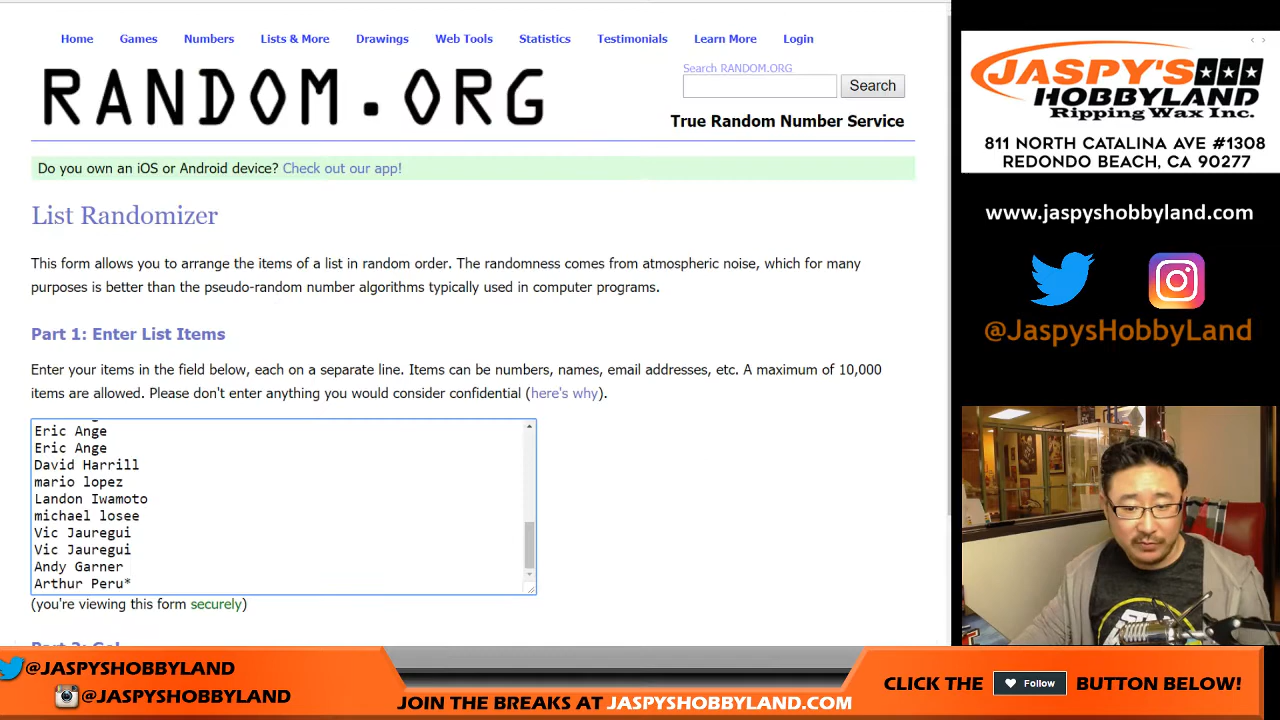 Home Games Numbers Lists & More Drawings Web Tools Statistics Testimonials Learn More Login
RANDOM.ORG
Search RANDOM.ORG
Search
True Random Number Service
Do you own an iOS or Android device? Check out our app!
List Randomizer
This form allows you to arrange the items of a list in random order. The randomness comes from atmospheric noise, which for many
purposes is better than the pseudo-random number algorithms typically used in computer programs.
Part 1: Enter List Items
Enter your items in the field below, each on a separate line. Items can be numbers, names, email addresses, etc. A maximum of 10,000
items are allowed. Please don't enter anything you would consider confidential (here's why).
Eric Ange
Eric Ange
David Harrill
mario lopez
Landon Iwamoto
michael losee
Vic Jauregui
Vic Jauregui
Andy Garner
Arthur Peru*
(you're viewing this form securely)
Part 2: Go!
JASPY'S
HOBBYLAND
Ripping Wax Inc.
811 NORTH CATALINA AVE #1308
REDONDO BEACH, CA 90277
www.jaspyshobbyland.com
@JaspysHobbyLand
@JASPYSHOBBYLAND
@JASPYSHOBBYLAND
JOIN THE BREAKS AT JASPYSHOBBYLAND.COM
CLICK THE Follow BUTTON BELOW!